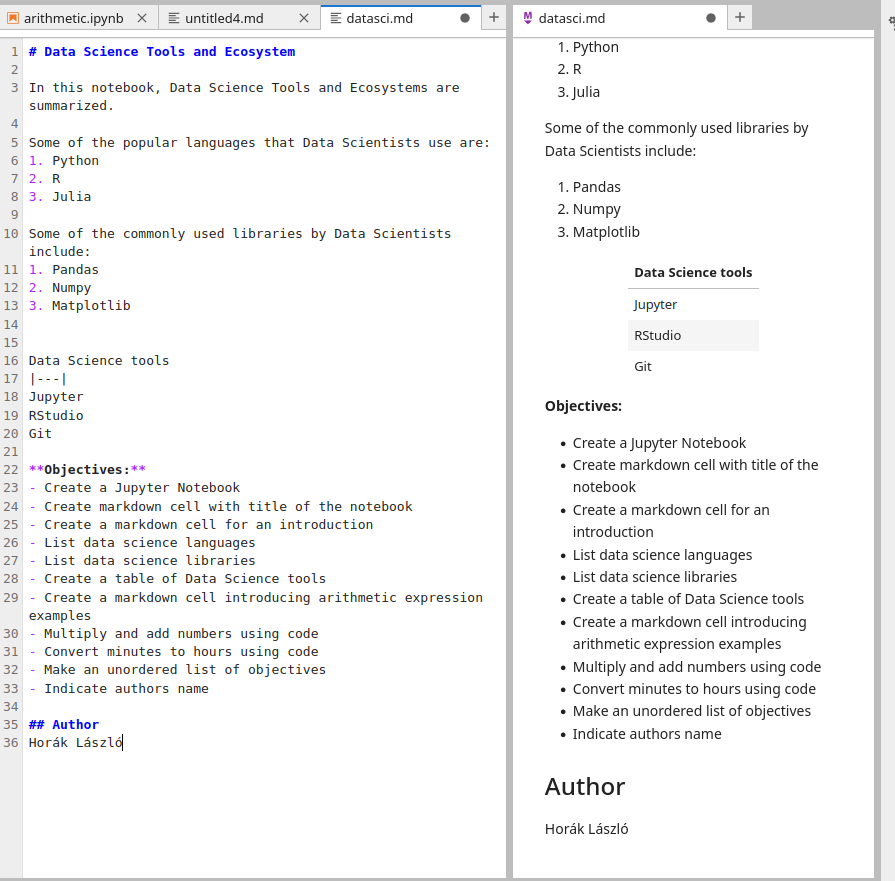 arithmetic.ipynb
untitled4.md
datasci.md
1 # Data Science Tools and Ecosystem
2
3 In this notebook, Data Science Tools and Ecosystems are
summarized.
4
5 Some of the popular languages that Data Scientists use are:
6 1. Python
7 2. R
8 3. Julia
9
10 Some of the commonly used libraries by Data Scientists
include:
11 1. Pandas
12 2. Numpy
13 3. Matplotlib
14
15
16 Data Science tools
17 |---|
18 Jupyter
19 RStudio
20 Git
21
22 **Objectives:**
23 - Create a Jupyter Notebook
24 - Create markdown cell with title of the notebook
25 - Create a markdown cell for an introduction
26 - List data science languages
27 - List data science libraries
28 - Create a table of Data Science tools
29 - Create a markdown cell introducing arithmetic expression
examples
30 - Multiply and add numbers using code
31 - Convert minutes to hours using code
32 - Make an unordered list of objectives
33 - Indicate authors name
34
35 ## Author
36 Horák László
M datasci.md
1. Python
2. R
3. Julia
Some of the commonly used libraries by
Data Scientists include:
1. Pandas
2. Numpy
3. Matplotlib
Data Science tools
Jupyter
RStudio
Git
Objectives:
• Create a Jupyter Notebook
• Create markdown cell with title of the
notebook
• Create a markdown cell for an
introduction
• List data science languages
• List data science libraries
• Create a table of Data Science tools
• Create a markdown cell introducing
arithmetic expression examples
• Multiply and add numbers using code
• Convert minutes to hours using code
• Make an unordered list of objectives
• Indicate authors name
Author
Horák László